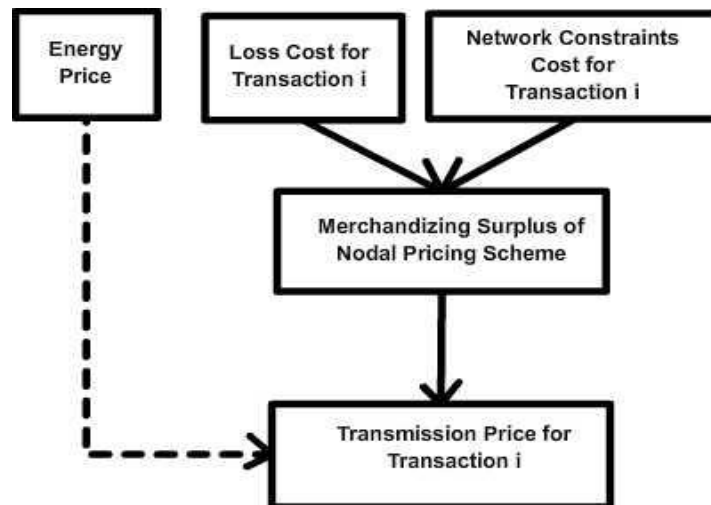 Energy
Price
Loss Cost for
Transaction i
Network Constraints
Cost for
Transaction i
Merchandizing Surplus of
Nodal Pricing Scheme
Transmission Price for
Transaction i